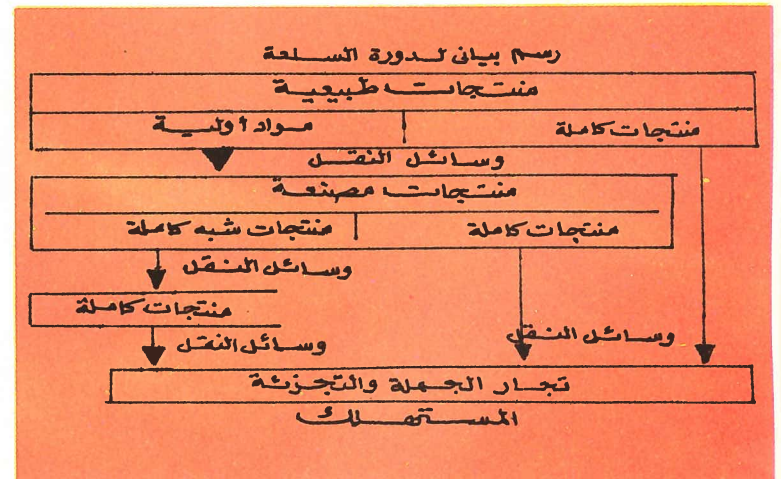 رسم بياني لدورة السلعة
منتجات طبيعية
منتجات كاملة مواد أولية
وسائل النقل
منتجات مصنعة
منتجات كاملة منتجات شبه كاملة
وسائل النقل
منتجات كاملة
وسائل النقل وسائل النقل
تجار الجملة والتجزئة
المستهلك